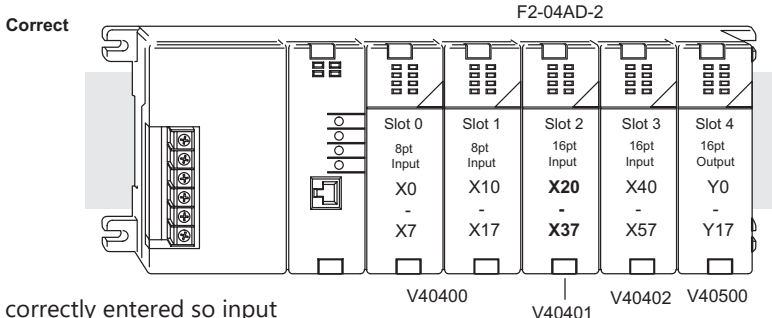 F2-04AD-2
Correct
Slot 0
8pt
Input
X0
-
X7
Slot 1
8pt
Input
X10
-
X17
Slot 2
16pt
Input
X20
-
X37
Slot 3
16pt
Input
X40
-
X57
Slot 4
16pt
Output
Y0
-
Y17
V40400
V40401
V40402
V40500
correctly entered so input